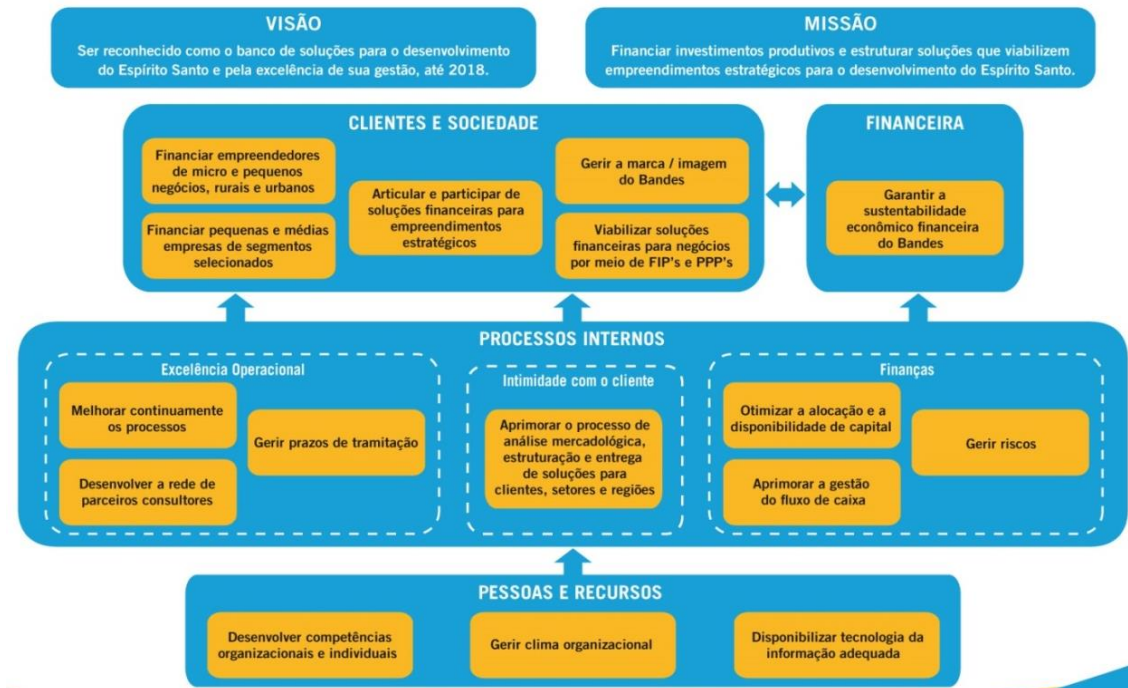 VISÃO
Ser reconhecido como o banco de soluções para o desenvolvimento
do Espírito Santo e pela excelência de sua gestão, até 2018.
MISSÃO
Financiar investimentos produtivos e estruturar soluções que viabilizem
empreendimentos estratégicos para o desenvolvimento do Espírito Santo.
CLIENTES E SOCIEDADE
Financiar empreendedores
de micro e pequenos
negócios, rurais e urbanos
Financiar pequenas e médias
empresas de segmentos
selecionados
Articular e participar de
soluções financeiras para
empreendimentos
estratégicos
Gerir a marca / imagem
do Bandes
Viabilizar soluções
financeiras para negócios
por meio de FIP's e PPP's
FINANCEIRA
Garantir a
sustentabilidade
econômico financeira
do Bandes
PROCESSOS INTERNOS
Excelência Operacional
Melhorar continuamente
os processos
Desenvolver a rede de
parceiros consultores
Gerir prazos de tramitação
Intimidade com o cliente
Aprimorar o processo de
análise mercadológica,
estruturação e entrega
de soluções para
clientes, setores e regiões
Finanças
Otimizar a alocação e a
disponibilidade de capital
Aprimorar a gestão
do fluxo de caixa
Gerir riscos
PESSOAS E RECURSOS
Desenvolver competências
organizacionais e individuais
Gerir clima organizacional
Disponibilizar tecnologia da
informação adequada